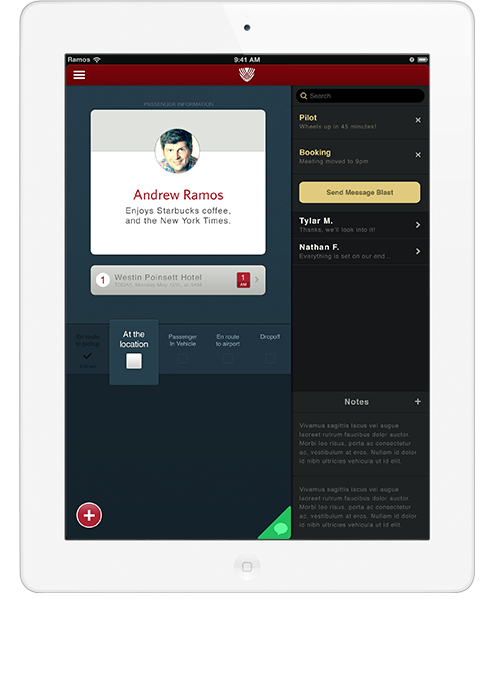 Ramos
9:41 AM
PASSENGER INFORMATION
Andrew Ramos
Enjoys Starbucks coffee,
and the New York Times.
1
Westin Poinsett Hotel
TODAY, Monday May 12th, at 1AM
1
AM
En route
to pickup
At the
location
Passenger
In Vehicle
En route
to airport
Dropoff
Search
Pilot
Wheels up in 45 minutes!
Booking
Meeting moved to 9pm
Send Message Blast
Tylar M.
Thanks, we'll look into it!
Nathan F.
Everything is set on our end ..
Notes
Vivamus sagittis lacus vel augue
laoreet rutrum faucibus dolor auctor.
Morbi leo risus, porta ac consectetur
ac, vestibulum at eros. Nullam id dolor
id nibh ultricies vehicula ut id elit.
Vivamus sagittis lacus vel augue
laoreet rutrum faucibus dolor auctor.
Morbi leo risus, porta ac consectetur
ac, vestibulum at eros. Nullam id dolor
id nibh ultricies vehicula ut id elit.